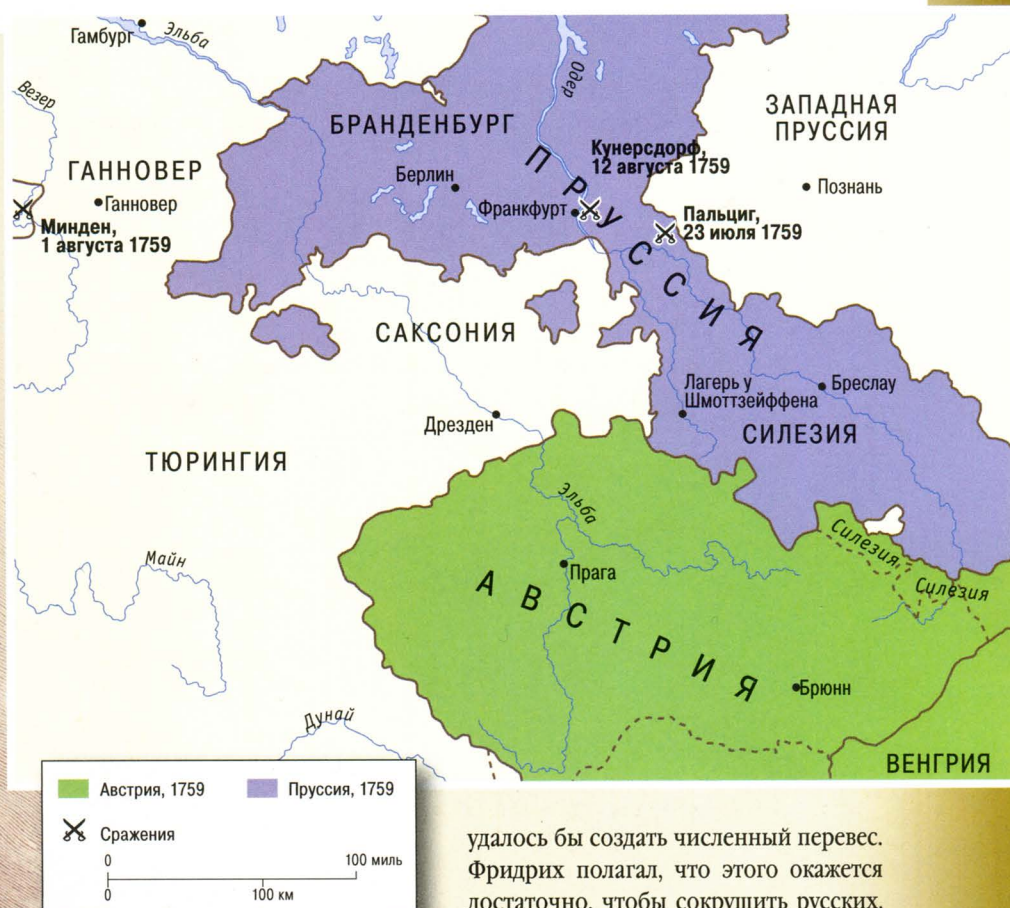 Гамбург
Эльба
Одер
Везер
БРАНДЕНБУРГ
ЗАПАДНАЯ
ПРУССИЯ
Кунерсдорф,
12 августа 1759
ГАННОВЕР
Берлин
Познань
Ганновер
Франкфурт
Минден,
1 августа 1759
Пальциг,
23 июля 1759
ПРУССИЯ
САКСОНИЯ
Лагерь у
Шмоттзейффена
Бреслау
Дрезден
СИЛЕЗИЯ
ТЮРИНГИЯ
Эльба
Силезия
Силезия
Майн
Прага
АВСТРИЯ
Брюнн
Дунай
ВЕНГРИЯ
Австрия, 1759
Пруссия, 1759
Сражения
0 100 миль
0 100 км
удалось бы создать численный перевес.
Фридрих полагал, что этого окажется
достаточно, чтобы сокрушить русских.